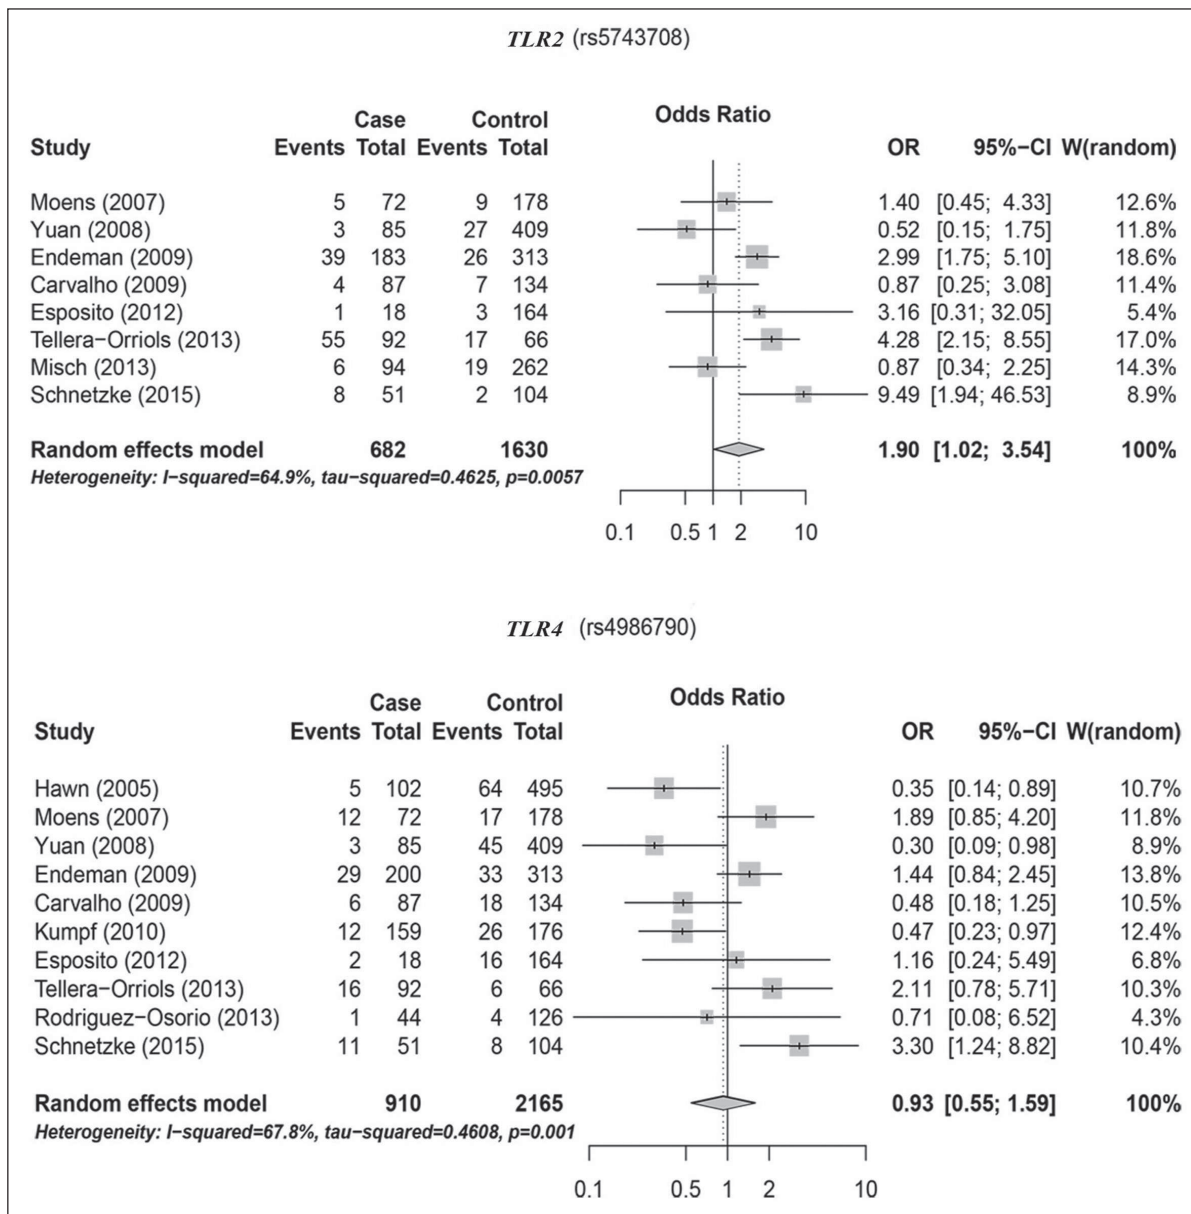 TLR2 (rs5743708)
Case Control Odds Ratio
Study Events Total Events Total OR 95%−CI W(random)
Moens (2007) 5 72 9 178 1.40 [0.45; 4.33] 12.6%
Yuan (2008) 3 85 27 409 0.52 [0.15; 1.75] 11.8%
Endeman (2009) 39 183 26 313 2.99 [1.75; 5.10] 18.6%
Carvalho (2009) 4 87 7 134 0.87 [0.25; 3.08] 11.4%
Esposito (2012) 1 18 3 164 3.16 [0.31; 32.05] 5.4%
Tellera-Orriols (2013) 55 92 17 66 4.28 [2.15; 8.55] 17.0%
Misch (2013) 6 94 19 262 0.87 [0.34; 2.25] 14.3%
Schnetzke (2015) 8 51 2 104 9.49 [1.94; 46.53] 8.9%
Random effects model 682 1630 1.90 [1.02; 3.54] 100%
Heterogeneity: I−squared=64.9%, tau−squared=0.4625, p=0.0057
0.1 0.5 1 2 10
TLR4 (rs4986790)
Case Control Odds Ratio
Study Events Total Events Total OR 95%−CI W(random)
Hawn (2005) 5 102 64 495 0.35 [0.14; 0.89] 10.7%
Moens (2007) 12 72 17 178 1.89 [0.85; 4.20] 11.8%
Yuan (2008) 3 85 45 409 0.30 [0.09; 0.98] 8.9%
Endeman (2009) 29 200 33 313 1.44 [0.84; 2.45] 13.8%
Carvalho (2009) 6 87 18 134 0.48 [0.18; 1.25] 10.5%
Kumpf (2010) 12 159 26 176 0.47 [0.23; 0.97] 12.4%
Esposito (2012) 2 18 16 164 1.16 [0.24; 5.49] 6.8%
Tellera-Orriols (2013) 16 92 6 66 2.11 [0.78; 5.71] 10.3%
Rodriguez-Osorio (2013) 1 44 4 126 0.71 [0.08; 6.52] 4.3%
Schnetzke (2015) 11 51 8 104 3.30 [1.24; 8.82] 10.4%
Random effects model 910 2165 0.93 [0.55; 1.59] 100%
Heterogeneity: I−squared=67.8%, tau−squared=0.4608, p=0.001
0.1 0.5 1 2 10